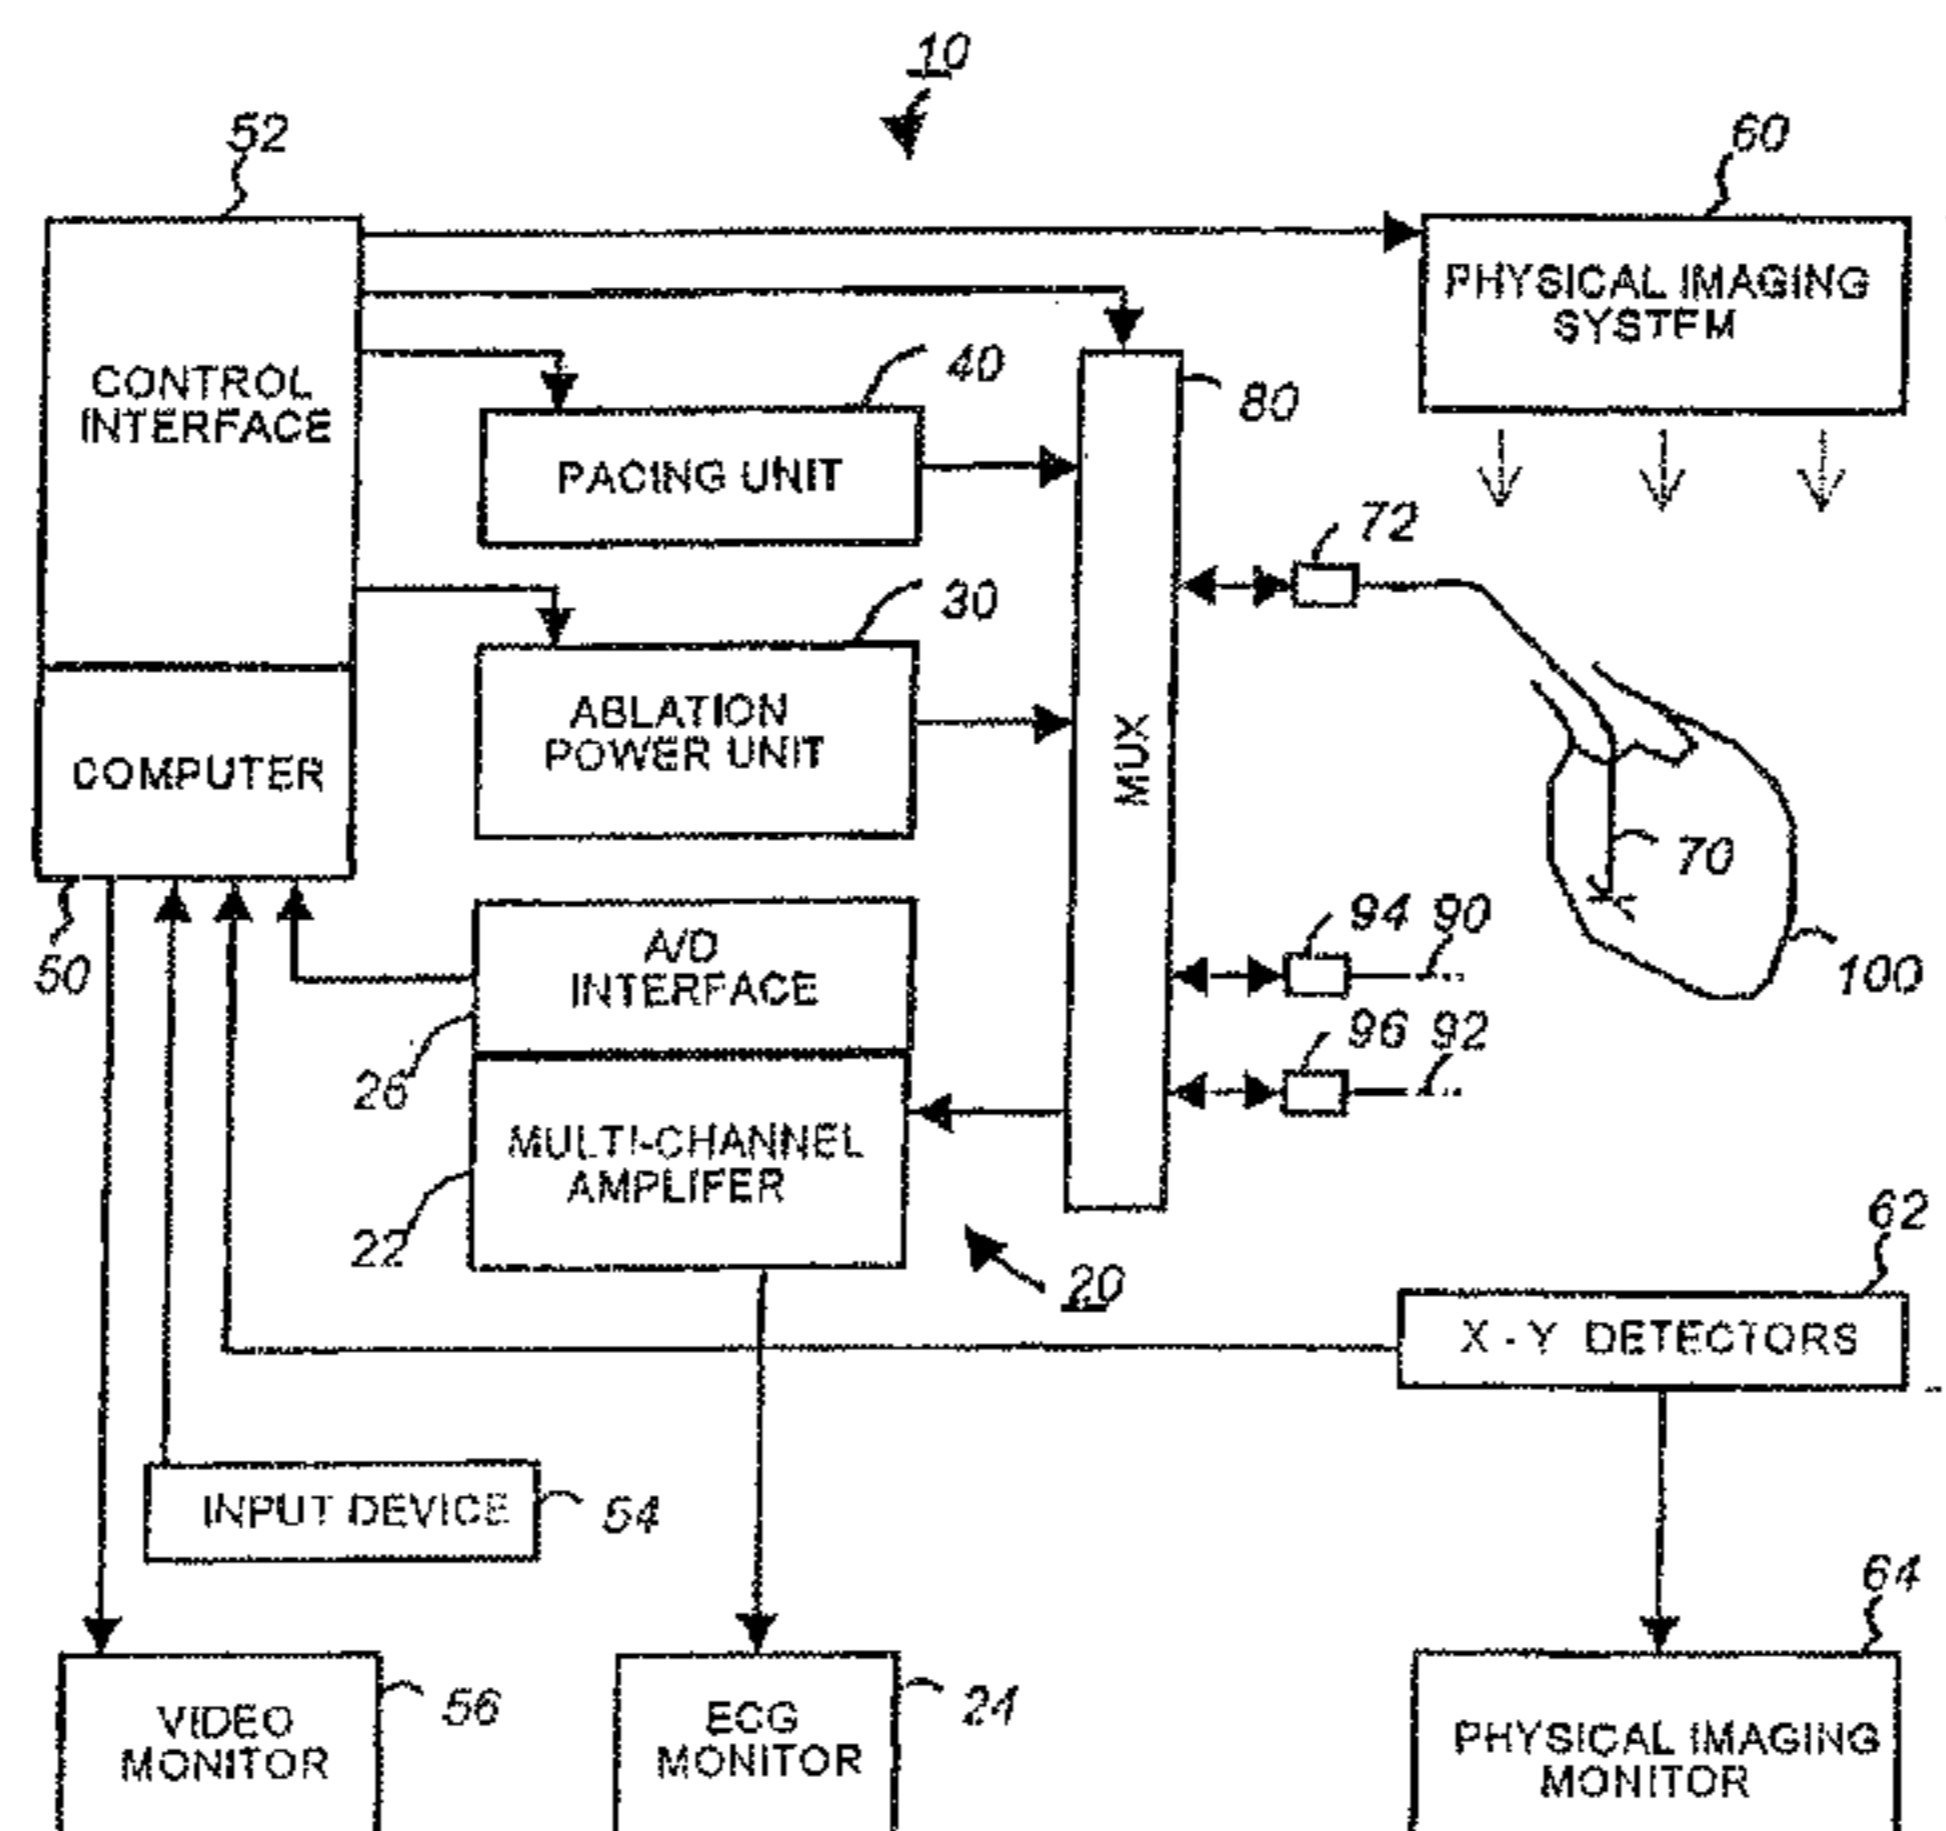 10
52
60
PHYSICAL IMAGING
SYSTEM
CONTROL
INTERFACE
40
80
PACING UNIT
72
30
ABLATION
POWER UNIT
MUX
COMPUTER
70
94
90
A/D
INTERFACE
50
100
26
96
92
MULTI-CHANNEL
AMPLIFER
22
62
20
X - Y DETECTORS
INPUT DEVICE
54
64
VIDEO
MONITOR
56
ECG
MONITOR
24
PHYSICAL IMAGING
MONITOR